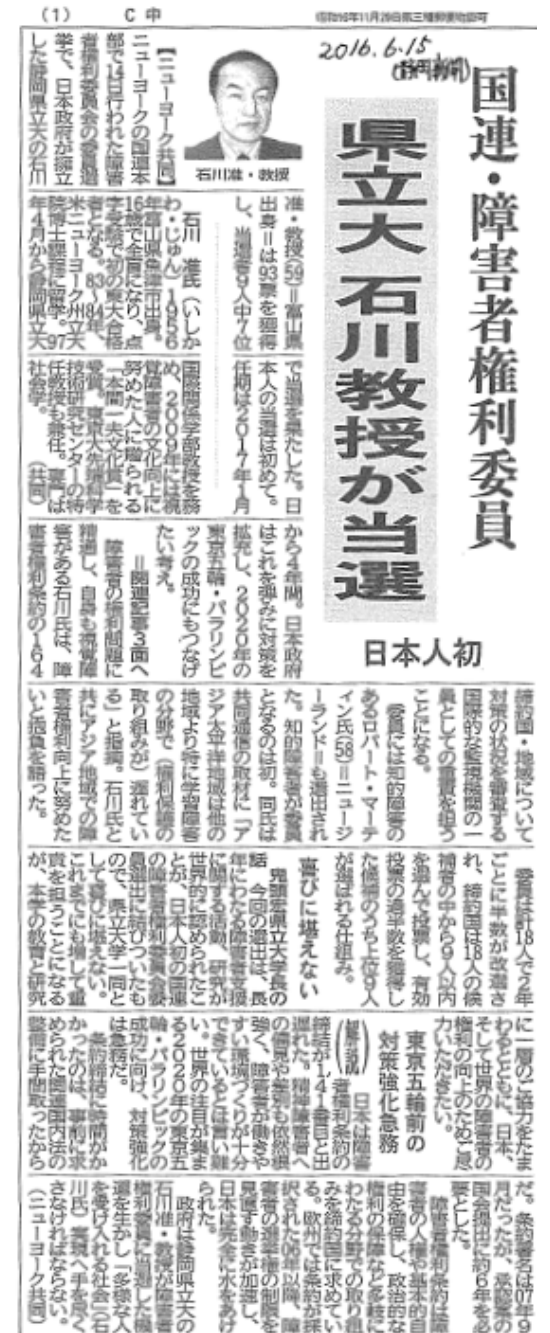 (1)
C 中
昭和16年11月29日第三種郵便物認可
2016.6.15
国連・障害者権利委員
県立大 石川教授が当選
日本人初
石川准・教授
【ニューヨーク共同】
ニューヨークの国連本
部で14日行われた障害
者権利委員会の委員選
挙で、日本政府が擁立
した静岡県立大の石川
准・教授(59)=富山県
出身=は93票を獲得
し、当選者9人中7位
で当選を果たした。日
本人の当選は初めて。
任期は2017年1月
から4年間。日本政府
はこれを弾みに対策を
拡充し、2020年の
東京五輪・パラリンピ
ックの成功にもつなげ
たい考え。
=関連記事3面へ
障害者の権利問題に
精通し、自身も視覚障
害がある石川氏は、障
害者権利条約の164
締約国・地域について
対策の状況を審査する
国際的な監視機関の一
員としての重責を担う
ことになる。
委員には知的障害の
あるロバート・マーテ
ィン氏(58)=ニュージ
ーランド=も選出され
た。知的障害者が委員
となるのは初。同氏は
共同通信の取材に「ア
ジア太平洋地域は他の
地域より特に学習障害
の分野で(権利保護の
取り組みが)遅れてい
る」と指摘。石川氏と
共にアジア地域での障
害者権利向上に努めた
いと抱負を語った。
委員は計18人で2年
ごとに半数が改選さ
れ、締約国は18人の候
補者の中から9人以内
を選んで投票し、有効
投票の過半数を獲得し
た候補のうち上位9人
が選ばれる仕組み。
石川 准氏(いしか
わ・じゅん)1956
年富山県魚津市出身。
16歳で全盲になり、点
字受験で初の東大合格
者となる。83~84年、
米ニューヨーク州立大
院博士課程に留学。97
年4月から静岡県立大
国際関係学部教授を務
め、2009年には視
覚障害者の文化向上に
努めた人に贈られる
「本間一夫文化賞」を
受賞。東京大先端科学
技術研究センターの特
任教授も兼任。専門は
社会学。 (共同)
喜びに堪えない
鬼頭宏県立大学長の
話 今回の選出は、長
年にわたる障害者支援
に関する活動、研究が
世界的に認められたこ
とが、日本人初の国連
の障害者権利委員会委
員選出に結びついたも
ので、県立大学一同と
して喜びに堪えない。
これまでにも増して重
責を担うことになる
が、本学の教育と研究
に一層のご協力をたま
わるとともに、日本、
そして世界の障害者の
権利の向上のためご尽
力いただきたい。
東京五輪前の
対策強化急務
日本は障害
者権利条約の
締結が141番目と出
遅れた。精神障害者へ
の偏見や差別も依然根
強く、障害者が働きや
すい環境づくりが十分
できているとは言い難
い。世界の注目が集ま
る2020年の東京五
輪・パラリンピックの
成功に向け、対策強化
は急務だ。
条約締結に時間がか
かったのは、事前に求
められた関連国内法の
整備に手間取ったから
だ。条約署名は07年9
月だったが、承認案の
国会提出に約6年を必
要とした。
障害者権利条約は障
害者の人権や基本的自
由を確保し、政治的な
権利の保障など多岐に
わたる分野での取り組
みを締約国に求めてい
る。欧州では条約が採
択された06年以降、障
害者の選挙権の制限を
見直す動きが加速し、
日本は完全に水をあけ
られた。
政府は静岡県立大の
石川准・教授が障害者
権利委員に当選した機
運を生かし「多様な人
を受け入れる社会」(石
川氏)実現へ手を尽く
さなければならない。
(ニューヨーク共同)